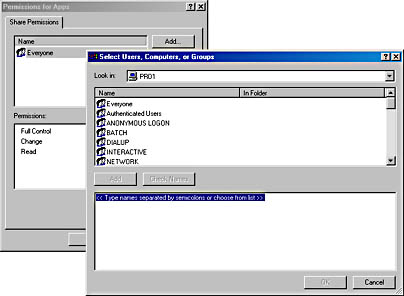 Permissions for Apps
Share Permissions
Name
Add...
Everyone
Permissions:
Full Control
Change
Read
Select Users, Computers, or Groups
Look in:
PRO1
Name
In Folder
Everyone
Authenticated Users
ANONYMOUS LOGON
BATCH
DIALUP
INTERACTIVE
NETWORK
Add
Check Names
<< Type names separated by semicolons or choose from list >>
OK
Cancel